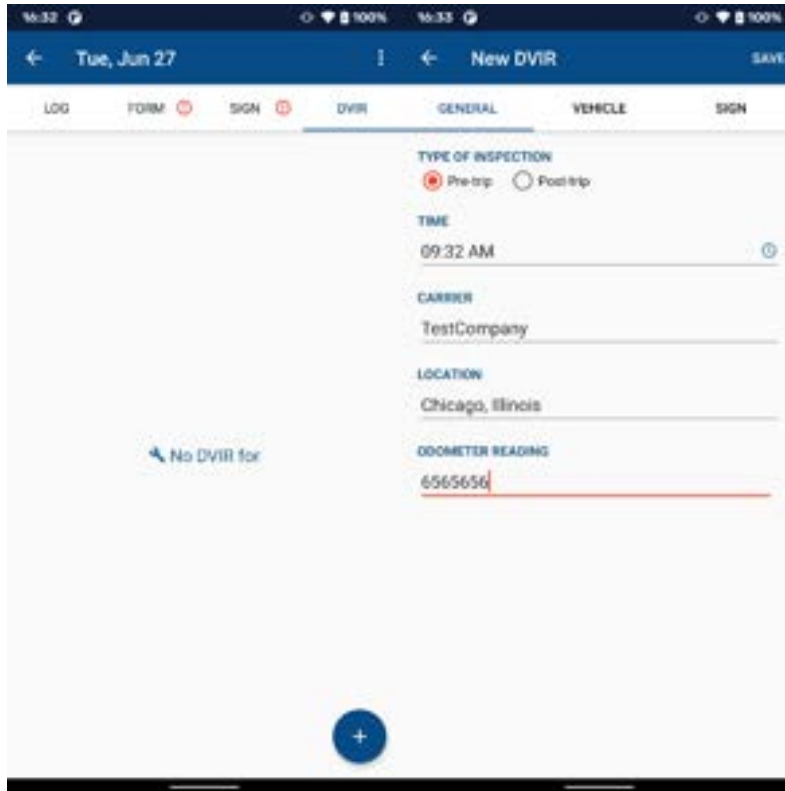 16:32
100%
Tue, Jun 27
LOG
FORM
SIGN
DVIR
No DVIR for
+
16:33
100%
New DVIR
SAVE
GENERAL
VEHICLE
SIGN
TYPE OF INSPECTION
Pre-trip
Post-trip
TIME
09:32 AM
CARRIER
TestCompany
LOCATION
Chicago, Illinois
ODOMETER READING
6565656